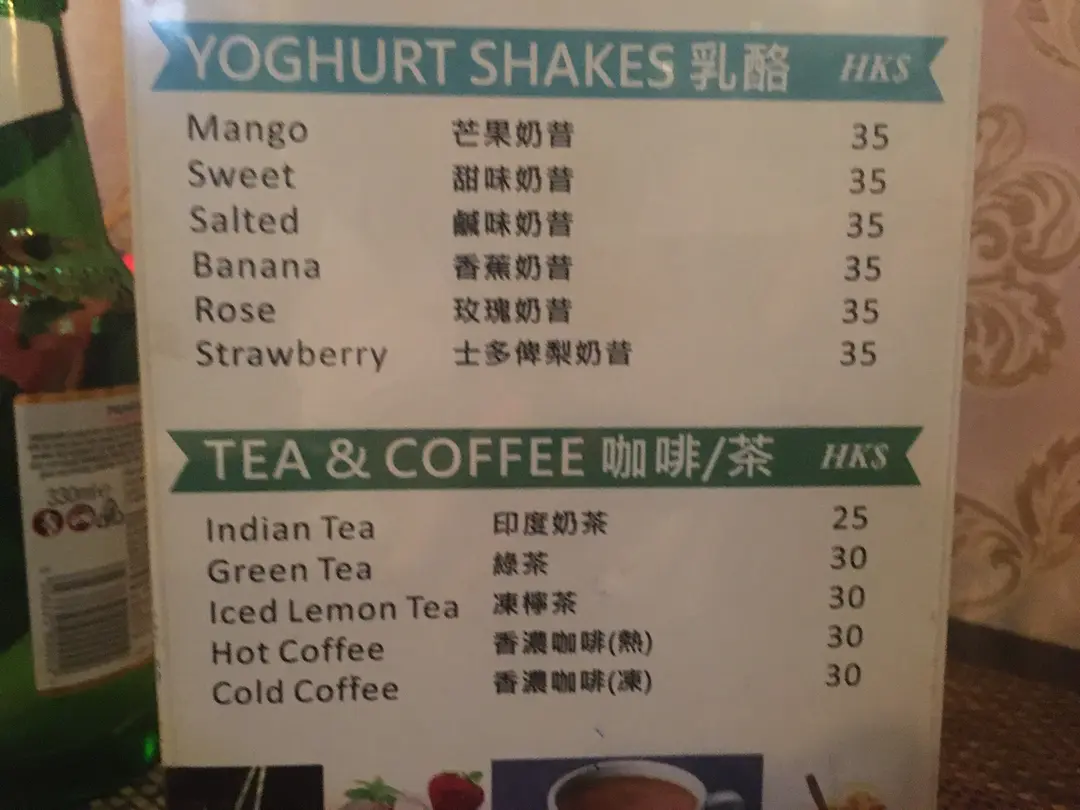 YOGHURT SHAKES 乳酪 HK$
Mango 芒果奶昔 35
Sweet 甜味奶昔 35
Salted 鹹味奶昔 35
Banana 香蕉奶昔 35
Rose 玫瑰奶昔 35
Strawberry 士多俾梨奶昔 35
TEA & COFFEE 咖啡/茶 HK$
Indian Tea 印度奶茶 25
Green Tea 綠茶 30
Iced Lemon Tea 凍檸茶 30
Hot Coffee 香濃咖啡(熱) 30
Cold Coffee 香濃咖啡(凍) 30
330ml